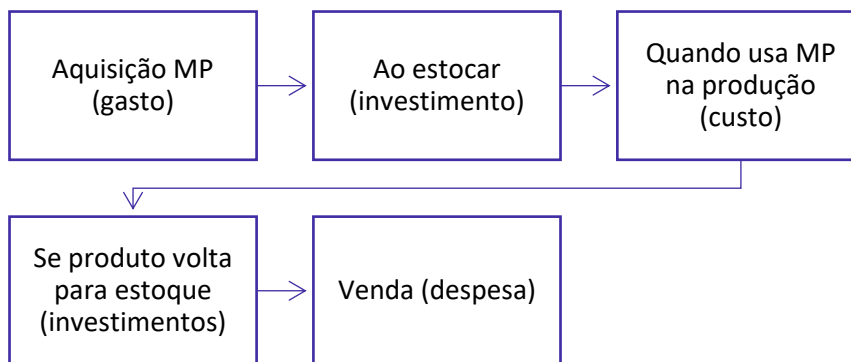 Aquisição MP
(gasto)
Ao estocar
(investimento)
Quando usa MP
na produção
(custo)
Se produto volta
para estoque
(investimentos)
Venda (despesa)